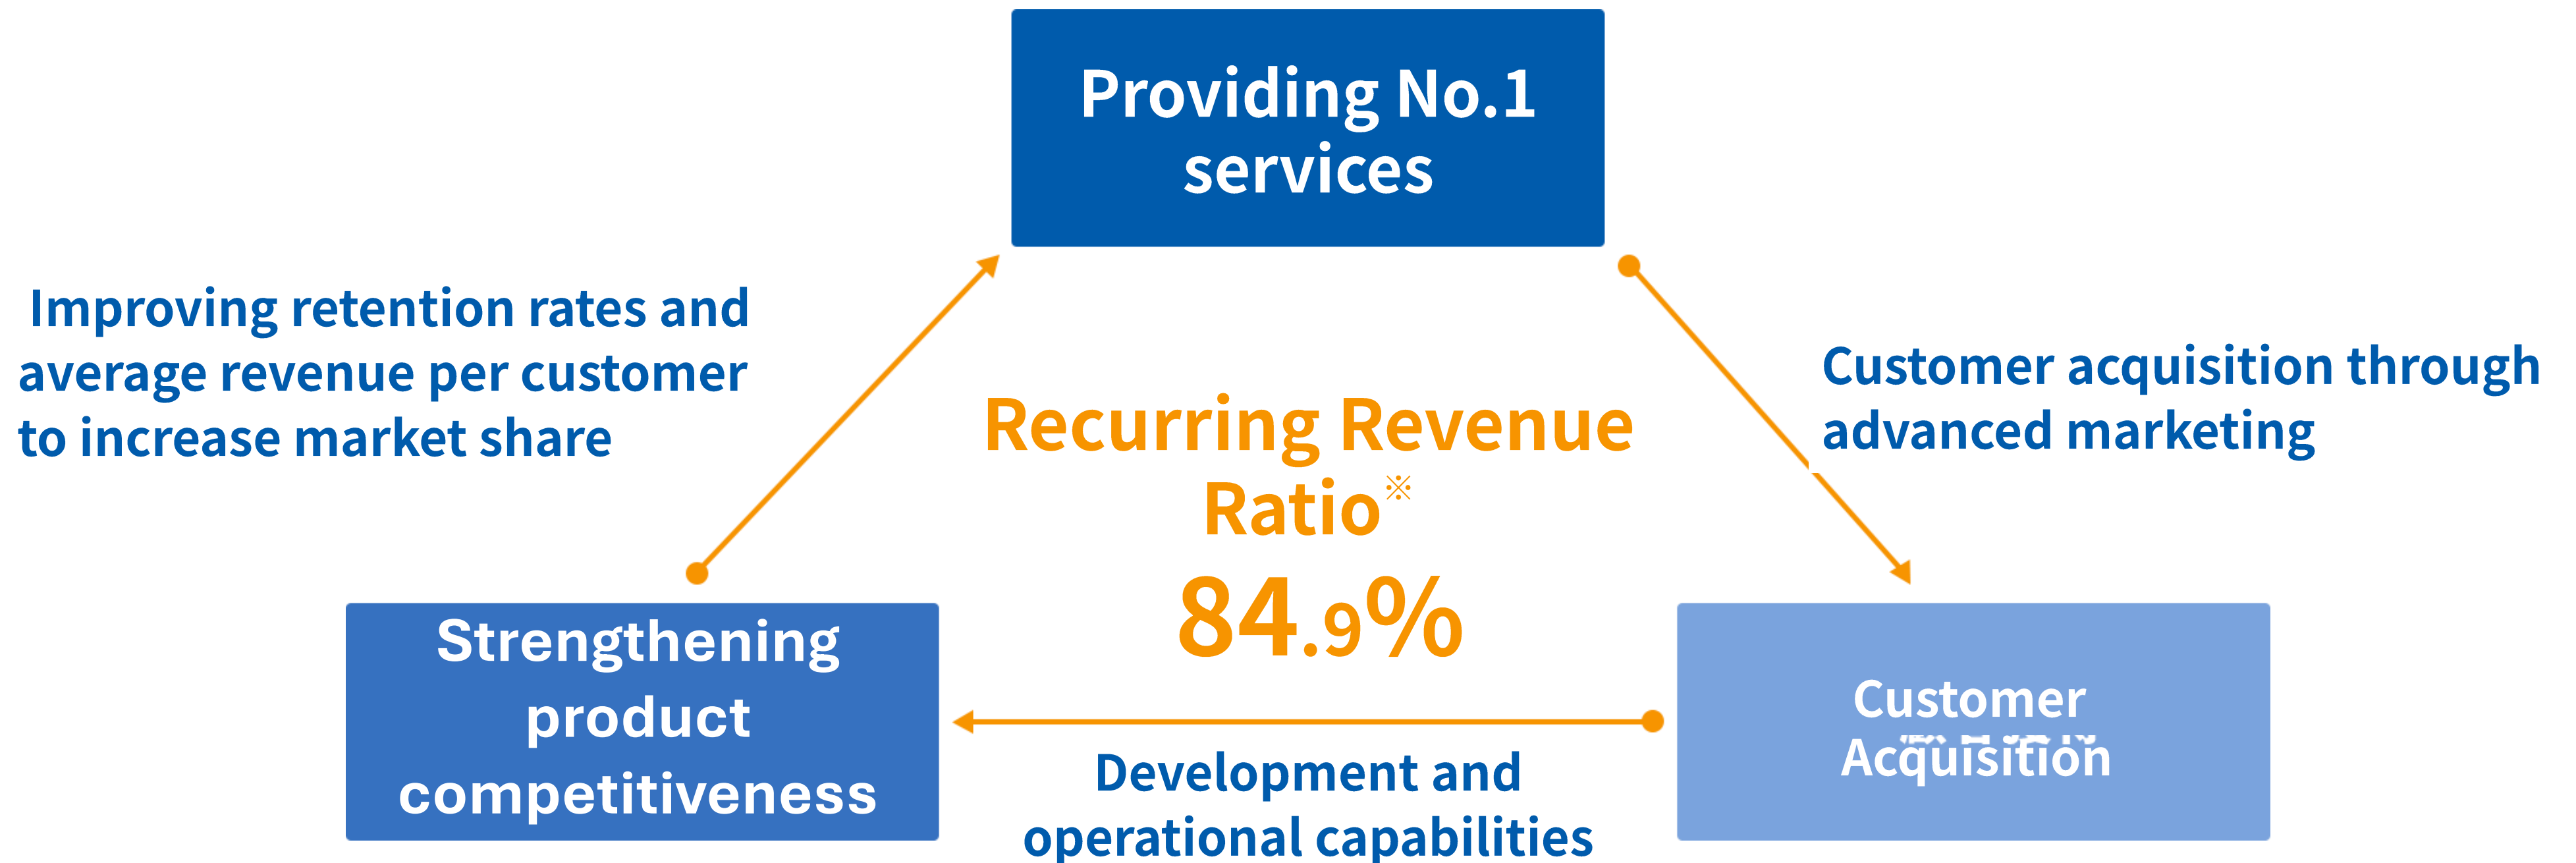 Providing No.1
services
Improving retention rates and
average revenue per customer
to increase market share
Customer acquisition through
advanced marketing
Recurring Revenue
Ratio※
84.9%
Strengthening
product
competitiveness
Customer
Acquisition
Development and
operational capabilities